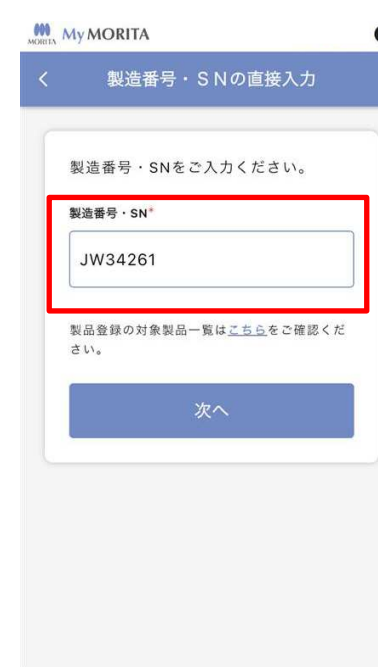 MORITA My MORITA
< 製造番号・SNの直接入力
製造番号・SNをご入力ください。
製造番号・SN*
JW34261
製品登録の対象製品一覧はこちらをご確認くだ
さい。
次へ